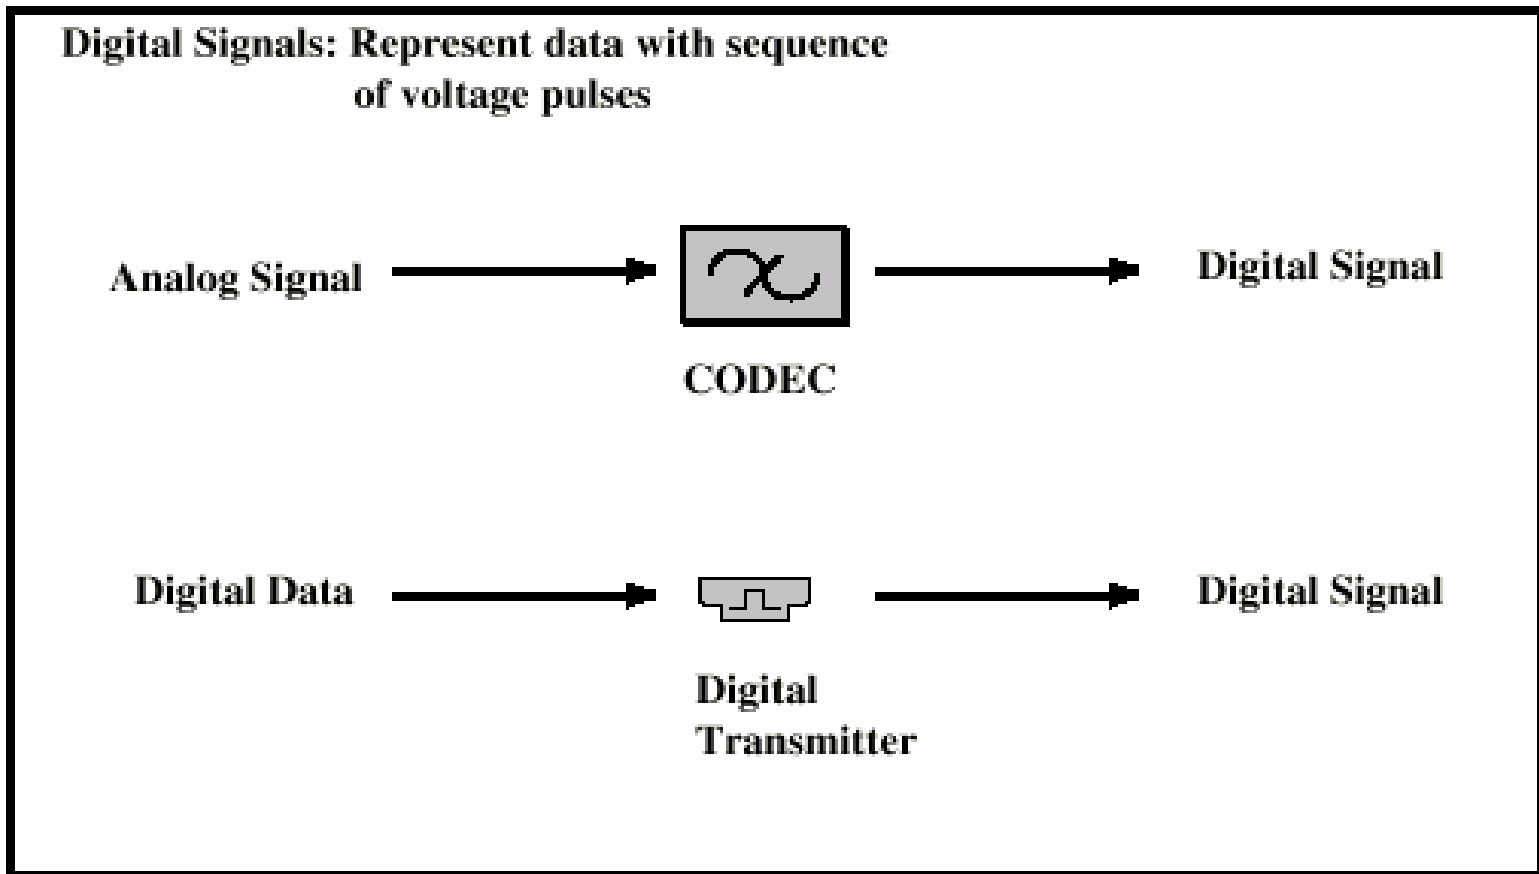 Digital Signals: Represent data with sequence
of voltage pulses
Analog Signal
Digital Signal
CODEC
Digital Data
Digital Signal
Digital
Transmitter